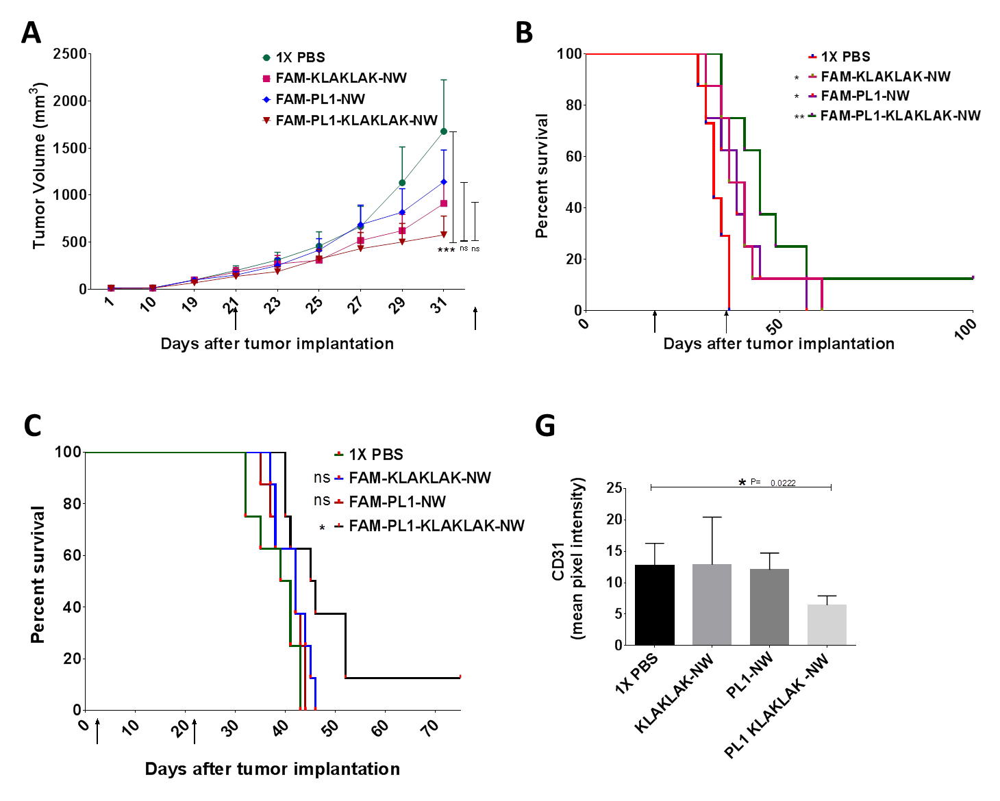 A
2500
2000
1500
1000
500
0
Tumor Volume (mm3)
1X PBS
FAM-KLAKLAK-NW
FAM-PL1-NW
FAM-PL1-KLAKLAK-NW
*** ns ns
1 10 19 21 23 25 27 29 31
Days after tumor implantation
B
100
80
60
40
20
0
Percent survival
1X PBS
* FAM-KLAKLAK-NW
* FAM-PL1-NW
** FAM-PL1-KLAKLAK-NW
0 50 100
Days after tumor implantation
C
100
80
60
40
20
0
Percent survival
1X PBS
ns FAM-KLAKLAK-NW
ns FAM-PL1-NW
* FAM-PL1-KLAKLAK-NW
0 10 20 30 40 50 60 70
Days after tumor implantation
G
* P= 0.0222
25
20
15
10
5
0
CD31
(mean pixel intensity)
1X PBS
KLAKLAK-NW
PL1-NW
PL1 KLAKLAK -NW